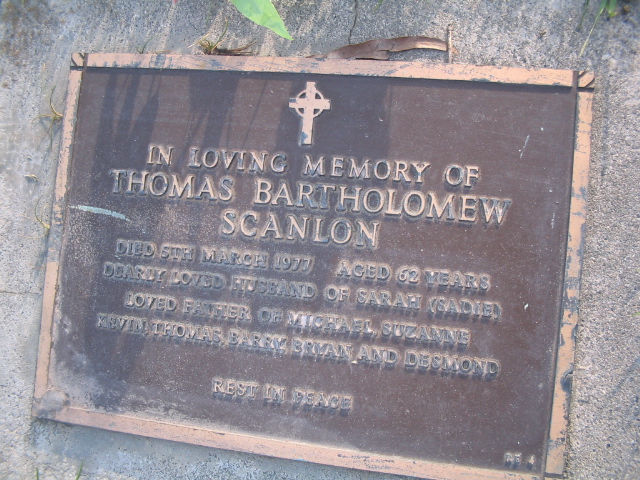 IN LOVING MEMORY OF
THOMAS BARTHOLOMEW
SCANLON
DIED 5TH MARCH 1977 AGED 62 YEARS
DEARLY LOVED HUSBAND OF SARAH (SADIE)
LOVED FATHER OF MICHAEL, SUZANNE
KEVIN, THOMAS, BARRY, BRYAN AND DESMOND
REST IN PEACE